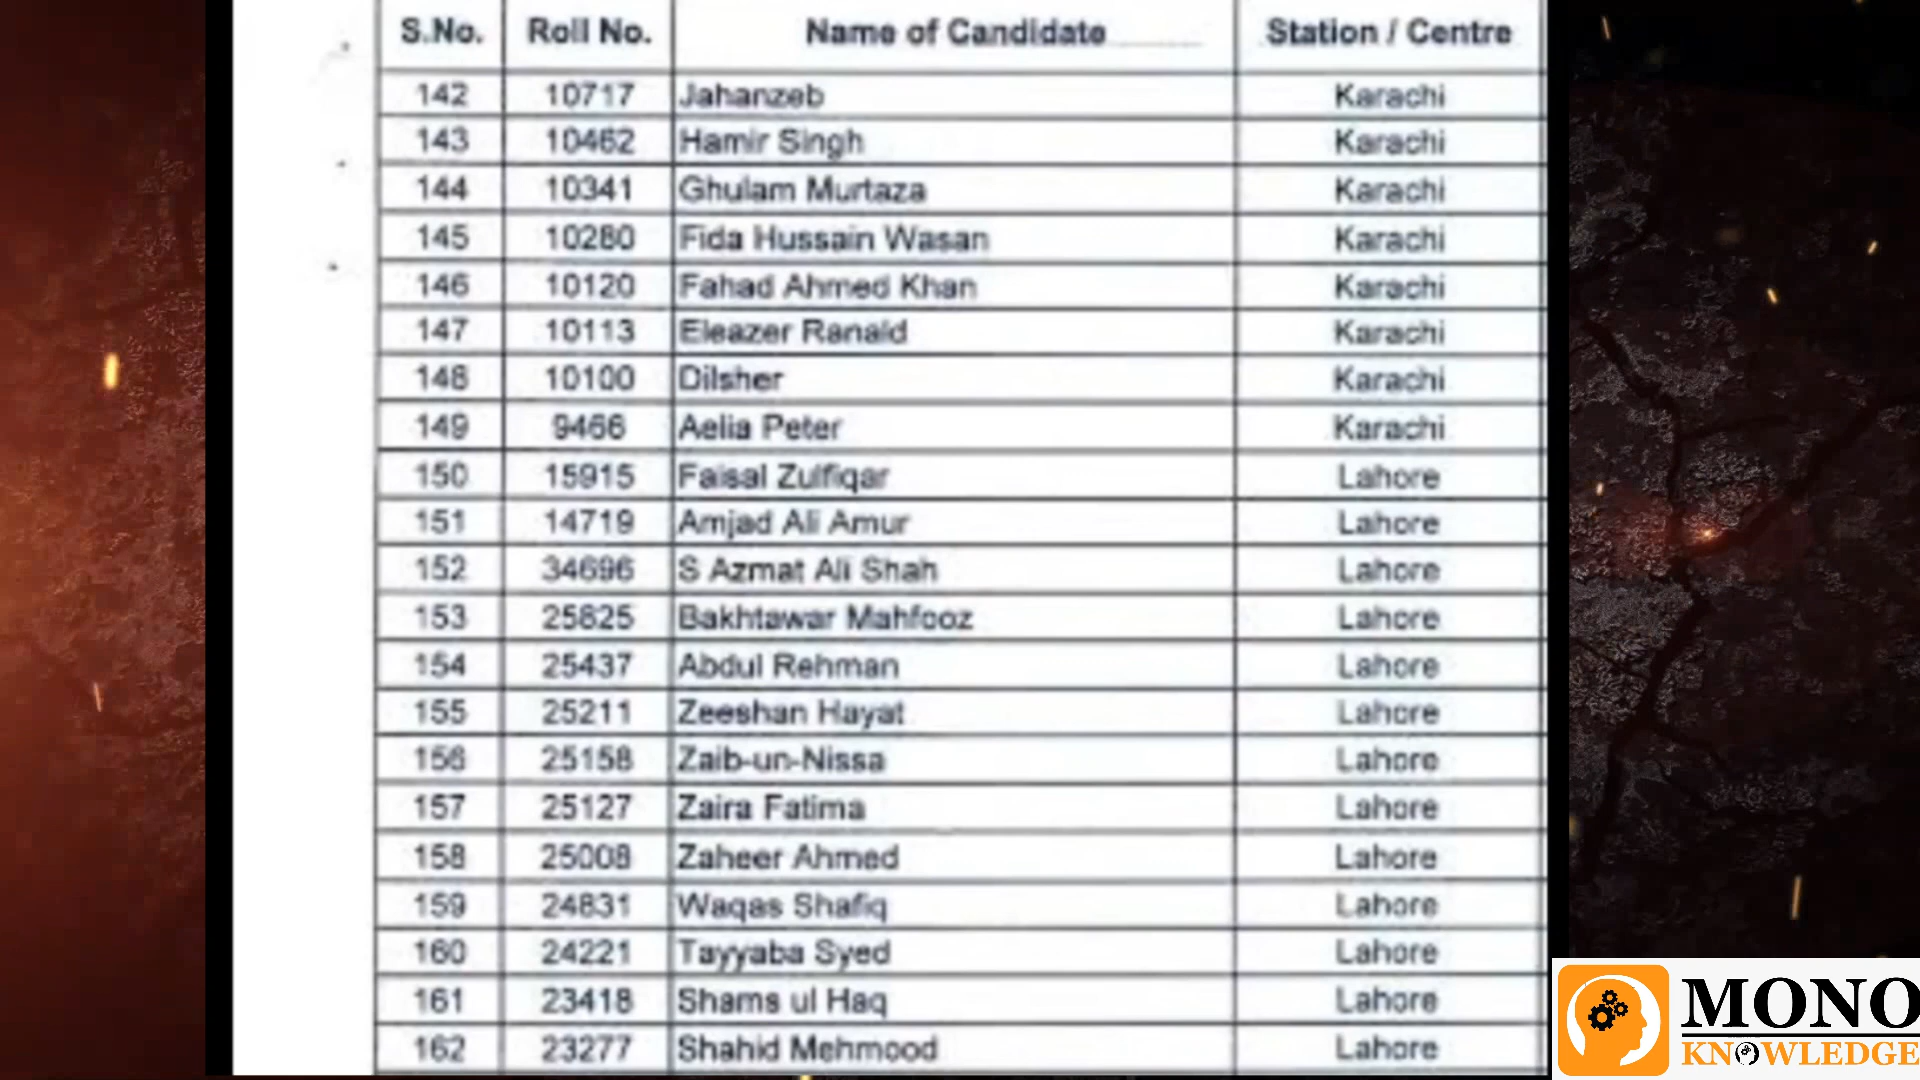 S.No. Roll No. Name of Candidate Station / Centre
142 10717 Jahanzeb Karachi
143 10462 Hamir Singh Karachi
144 10341 Ghulam Murtaza Karachi
145 10280 Fida Hussain Wasan Karachi
146 10120 Fahad Ahmed Khan Karachi
147 10113 Eleazer Ranald Karachi
148 10100 Dilsher Karachi
149 9466 Aelia Peter Karachi
150 15915 Faisal Zulfiqar Lahore
151 14719 Amjad Ali Amur Lahore
152 34696 S Azmat Ali Shah Lahore
153 25825 Bakhtawar Mahfooz Lahore
154 25437 Abdul Rehman Lahore
155 25211 Zeeshan Hayat Lahore
156 25158 Zaib-un-Nissa Lahore
157 25127 Zaira Fatima Lahore
158 25008 Zaheer Ahmed Lahore
159 24831 Waqas Shafiq Lahore
160 24221 Tayyaba Syed Lahore
161 23418 Shams ul Haq Lahore
162 23277 Shahid Mehmood Lahore
MONO
KNOWLEDGE